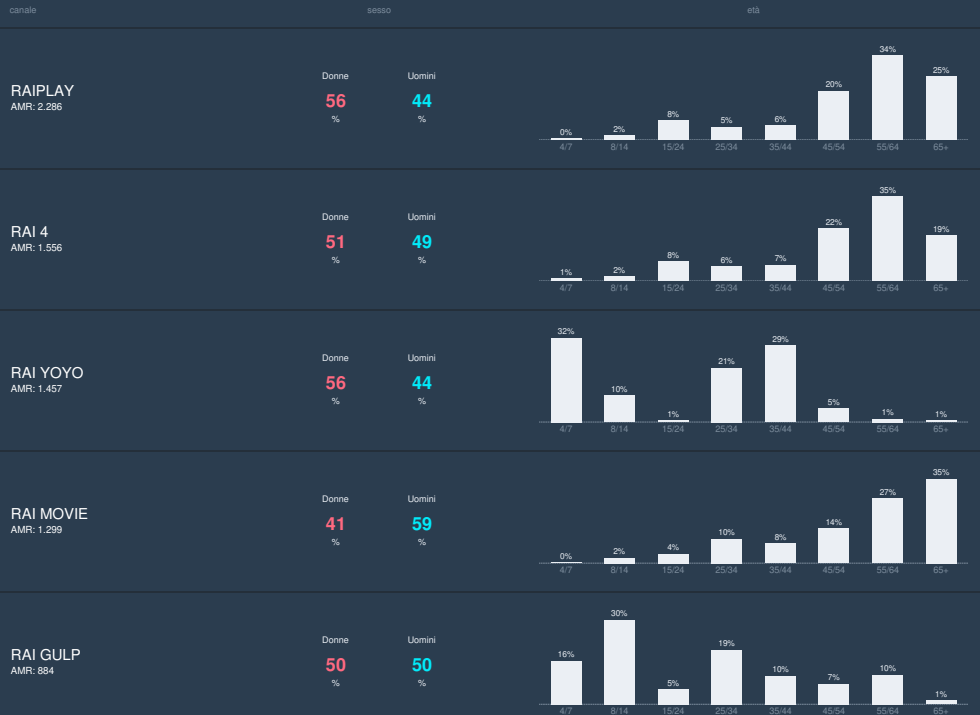 canale sesso età
RAIPLAY
AMR: 2.286
Donne Uomini
56 44
% %
0% 2% 8% 5% 6% 20% 34% 25%
4/7 8/14 15/24 25/34 35/44 45/54 55/64 65+
RAI 4
AMR: 1.556
Donne Uomini
51 49
% %
1% 2% 8% 6% 7% 22% 35% 19%
4/7 8/14 15/24 25/34 35/44 45/54 55/64 65+
RAI YOYO
AMR: 1.457
Donne Uomini
56 44
% %
32% 10% 1% 21% 29% 5% 1% 1%
4/7 8/14 15/24 25/34 35/44 45/54 55/64 65+
RAI MOVIE
AMR: 1.299
Donne Uomini
41 59
% %
0% 2% 4% 10% 8% 14% 27% 35%
4/7 8/14 15/24 25/34 35/44 45/54 55/64 65+
RAI GULP
AMR: 884
Donne Uomini
50 50
% %
16% 30% 5% 19% 10% 7% 10% 1%
4/7 8/14 15/24 25/34 35/44 45/54 55/64 65+